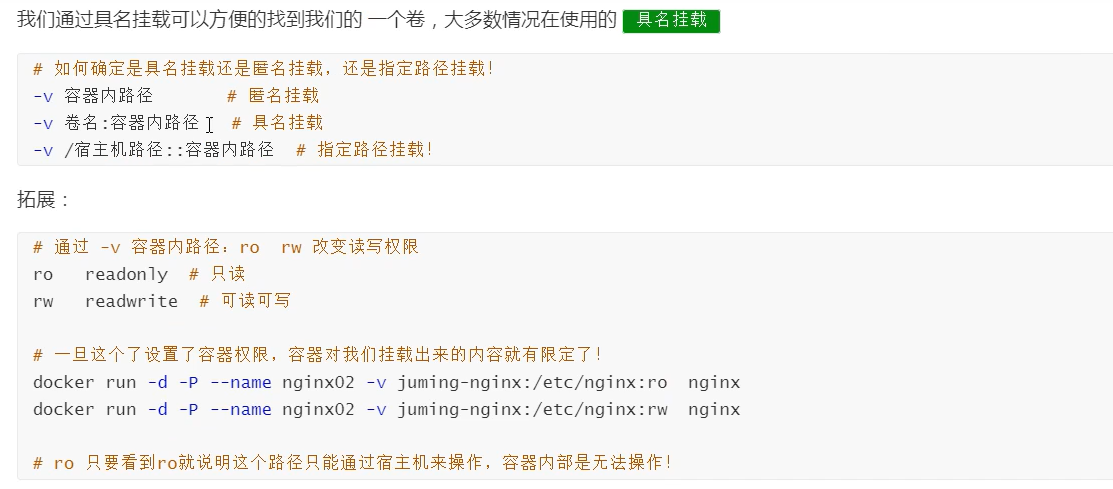 我们通过具名挂载可以方便的找到我们的 一个卷，大多数情况在使用的 具名挂载
# 如何确定是具名挂载还是匿名挂载，还是指定路径挂载！
-v 容器内路径 # 匿名挂载
-v 卷名:容器内路径 # 具名挂载
-v /宿主机路径::容器内路径 # 指定路径挂载！
拓展：
# 通过 -v 容器内路径：ro rw 改变读写权限
ro readonly # 只读
rw readwrite # 可读可写
# 一旦这个了设置了容器权限，容器对我们挂载出来的内容就有限定了！
docker run -d -P --name nginx02 -v juming-nginx:/etc/nginx:ro nginx
docker run -d -P --name nginx02 -v juming-nginx:/etc/nginx:rw nginx
# ro 只要看到ro就说明这个路径只能通过宿主机来操作，容器内部是无法操作！